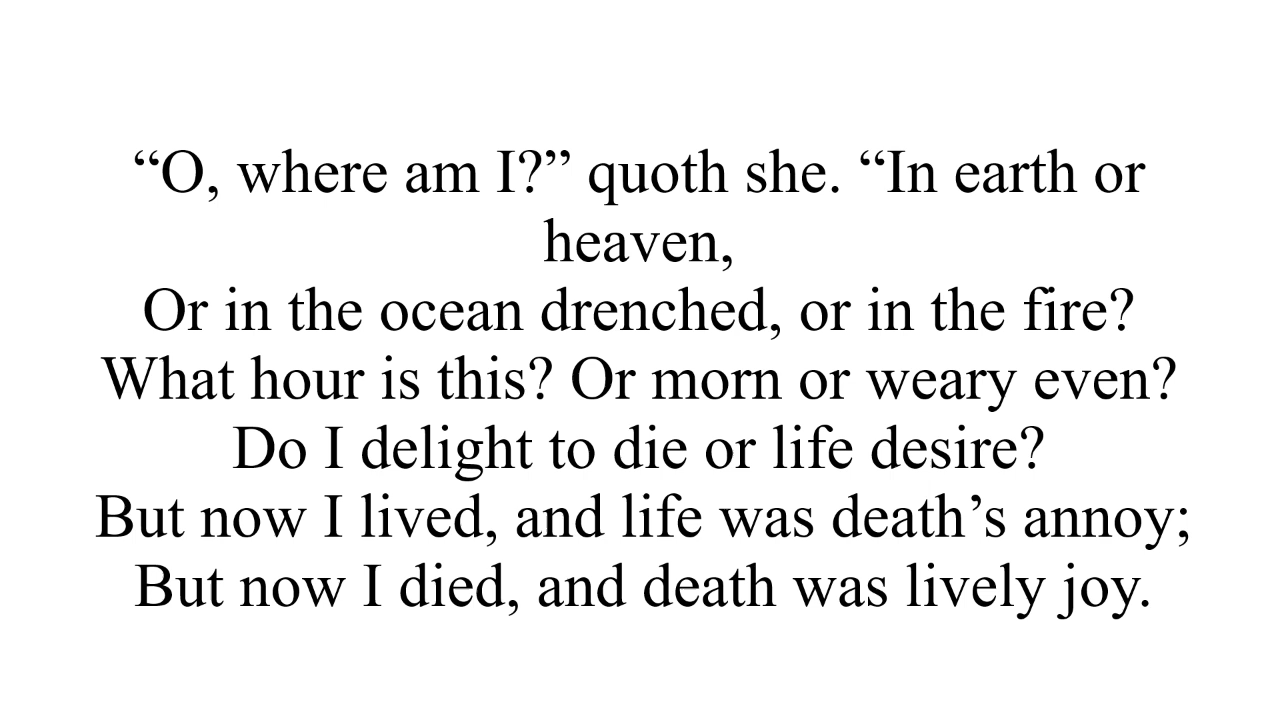 “O, where am I?” quoth she. “In earth or
heaven,
Or in the ocean drenched, or in the fire?
What hour is this? Or morn or weary even?
Do I delight to die or life desire?
But now I lived, and life was death’s annoy;
But now I died, and death was lively joy.